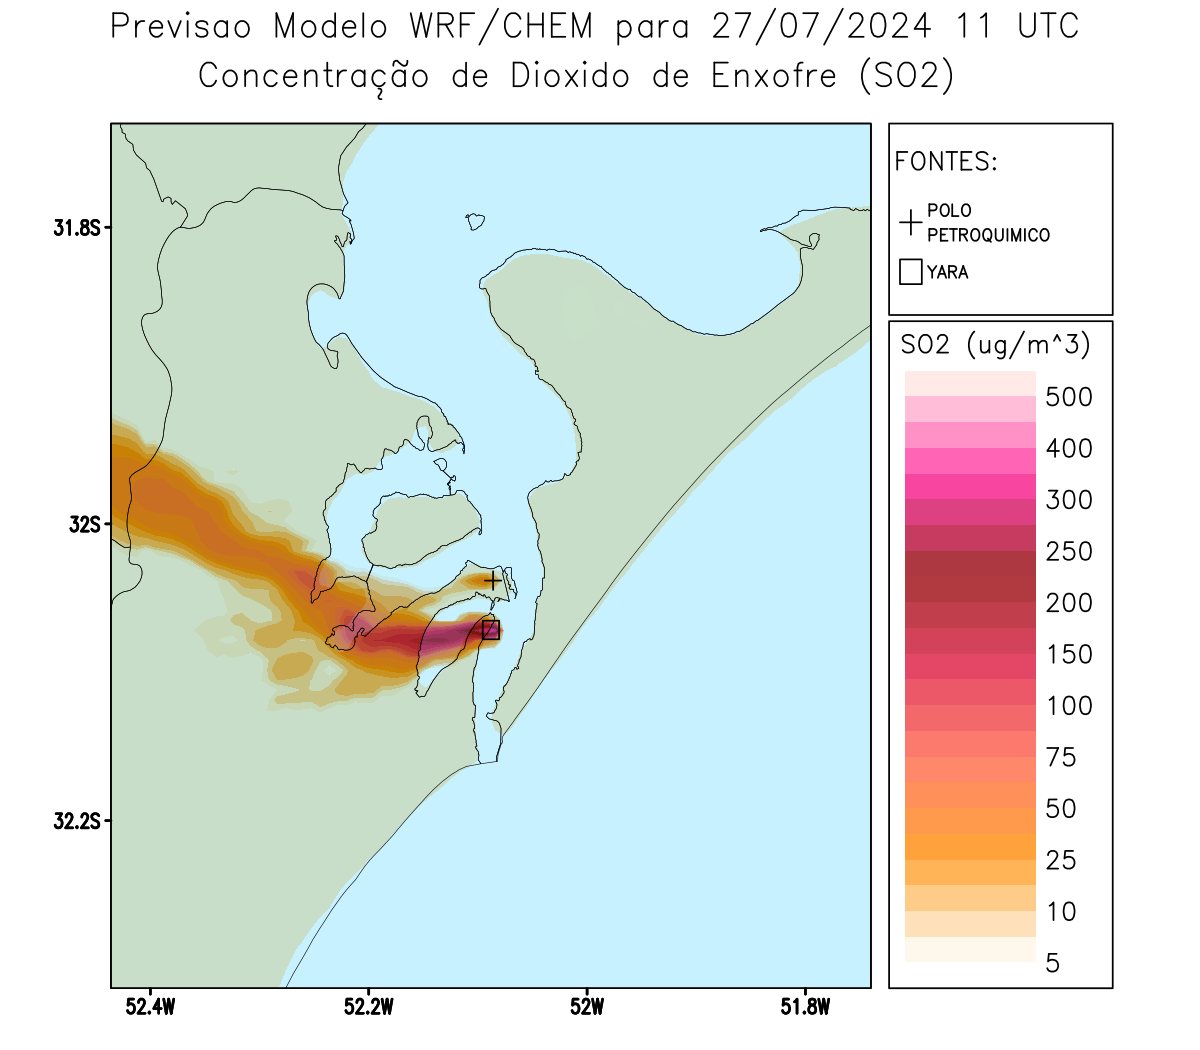 Previsao Modelo WRF/CHEM para 27/07/2024 11 UTC
Concentração de Dioxido de Enxofre (SO2)
31.8S
32S
32.2S
52.4W
52.2W
52W
51.8W
FONTES:
POLO
PETROQUIMICO
YARA
SO2 (ug/m^3)
500
400
300
250
200
150
100
75
50
25
10
5